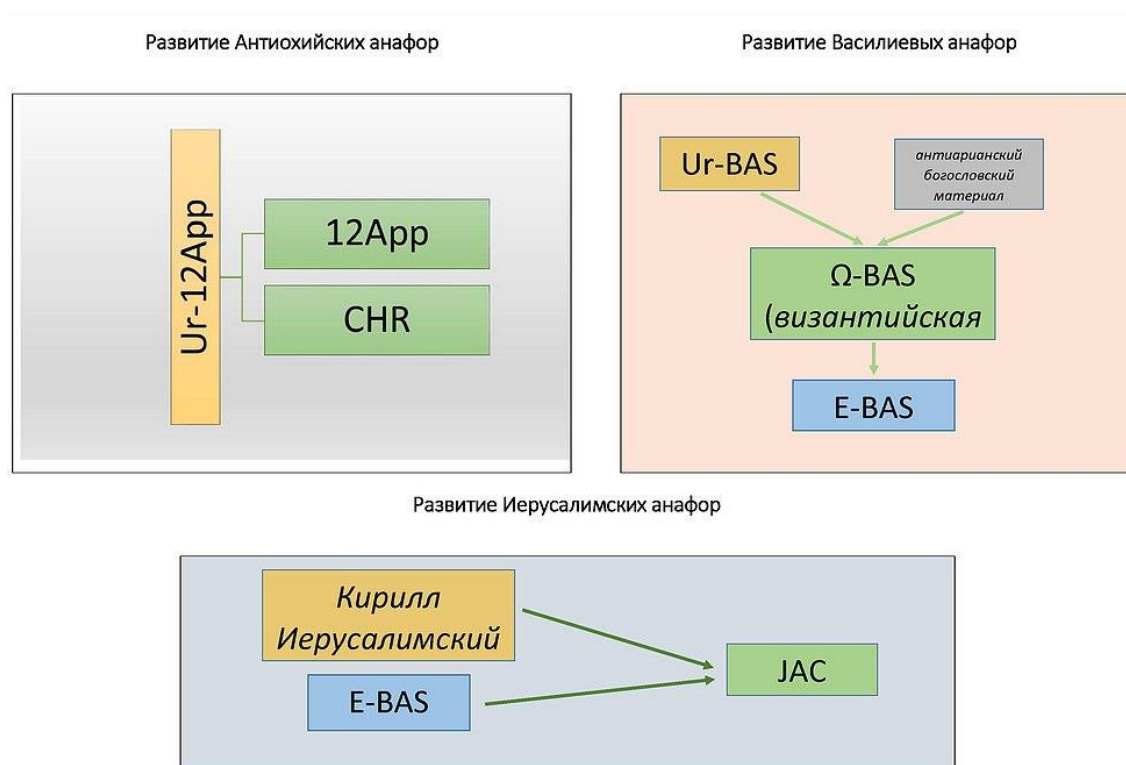 Развитие Антиохийских анафор
Ur-12App
12App
CHR
Развитие Василиевых анафор
Ur-BAS
антиарианский
богословский
материал
Ω-BAS
(византийская
E-BAS
Развитие Иерусалимских анафор
Кирилл
Иерусалимский
E-BAS
JAC